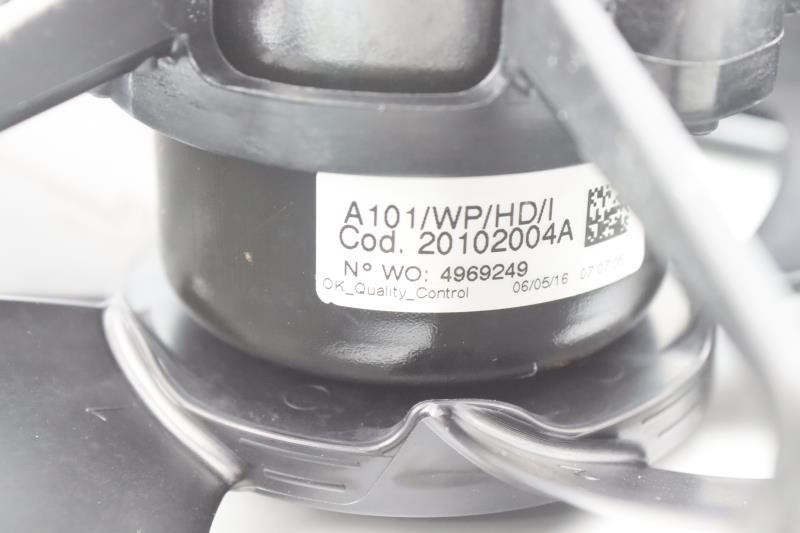 A101/WP/HD/I
Cod. 20102004A
N° WO: 4969249
OK_Quality_Control 06/05/16